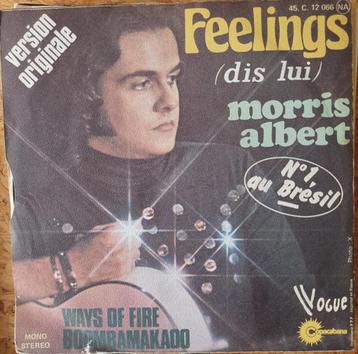 45. C. 12 066 NA
version
originale
Feelings
(dis lui)
morris
albert
N° 1
au Brésil
WAYS OF FIRE
BOOMBAMAKADO
MONO
STEREO
VOGUE
Copacabana